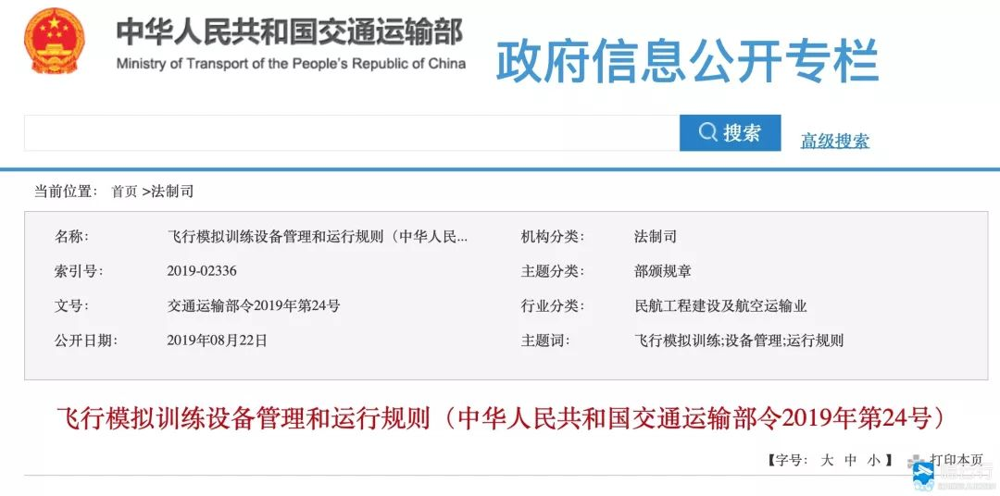 中华人民共和国交通运输部
Ministry of Transport of the People's Republic of China
政府信息公开专栏
搜索
高级搜索
当前位置： 首页 >法制司
名称： 飞行模拟训练设备管理和运行规则（中华人民... 机构分类： 法制司
索引号： 2019-02336 主题分类： 部颁规章
文号： 交通运输部令2019年第24号 行业分类： 民航工程建设及航空运输业
公开日期： 2019年08月22日 主题词： 飞行模拟训练;设备管理;运行规则
飞行模拟训练设备管理和运行规则（中华人民共和国交通运输部令2019年第24号）
【字号： 大 中 小 】 打印本页